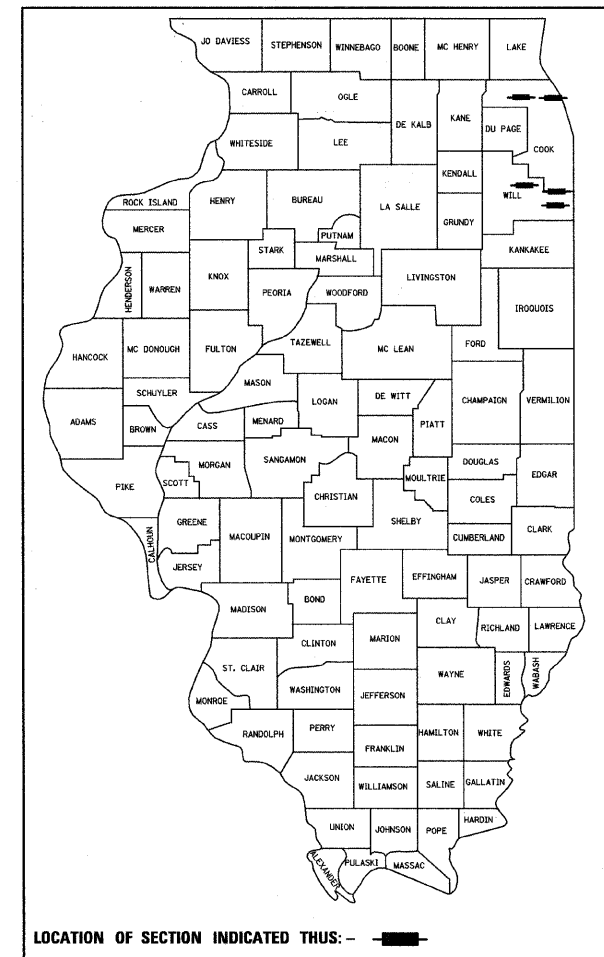 JO DAVIESS STEPHENSON WINNEBAGO BOONE MC HENRY LAKE
CARROLL OGLE DE KALB KANE DU PAGE COOK
WHITESIDE LEE
KENDALL WILL
ROCK ISLAND HENRY BUREAU LA SALLE GRUNDY
MERCER STARK PUTNAM KANKAKEE
MARSHALL
HENDERSON WARREN KNOX PEORIA WOODFORD LIVINGSTON IROQUOIS
HANCOCK MC DONOUGH FULTON TAZEWELL MC LEAN FORD
SCHUYLER MASON LOGAN DE WITT CHAMPAIGN VERMILION
ADAMS BROWN CASS MENARD MACON PIATT
PIKE SCOTT MORGAN SANGAMON MOULTRIE DOUGLAS EDGAR
CHRISTIAN COLES
CALHOUN GREENE MACOUPIN MONTGOMERY SHELBY CUMBERLAND CLARK
JERSEY FAYETTE EFFINGHAM JASPER CRAWFORD
MADISON BOND
CLINTON MARION CLAY RICHLAND LAWRENCE
ST. CLAIR WAYNE EDWARDS WABASH
MONROE WASHINGTON JEFFERSON
RANDOLPH PERRY HAMILTON WHITE
FRANKLIN
JACKSON WILLIAMSON SALINE GALLATIN
UNION JOHNSON POPE HARDIN
ALEXANDER PULASKI MASSAC
LOCATION OF SECTION INDICATED THUS: –